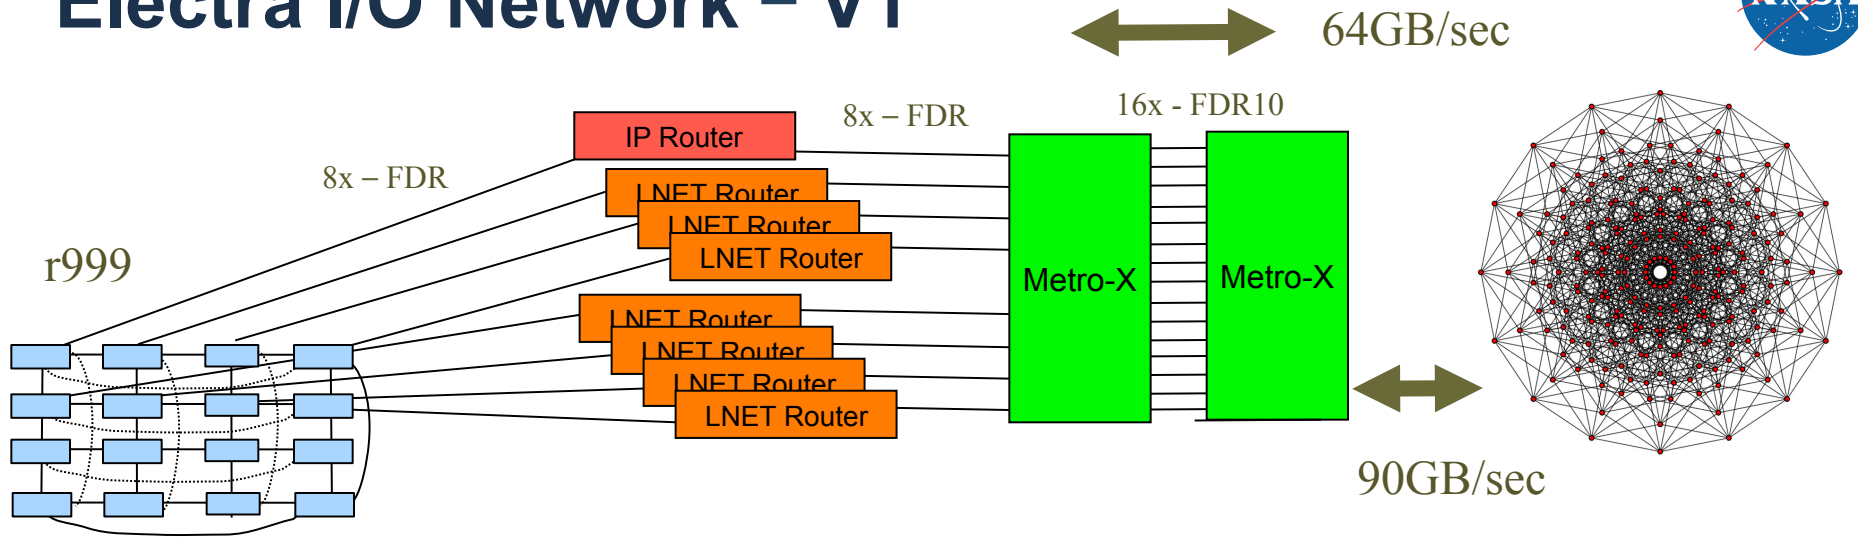 Electra I/O Network – V1
64GB/sec
NASA
8x – FDR
16x - FDR10
IP Router
8x – FDR
LNET Router
LNET Router
LNET Router
r999
Metro-X
Metro-X
LNET Router
LNET Router
LNET Router
LNET Router
90GB/sec